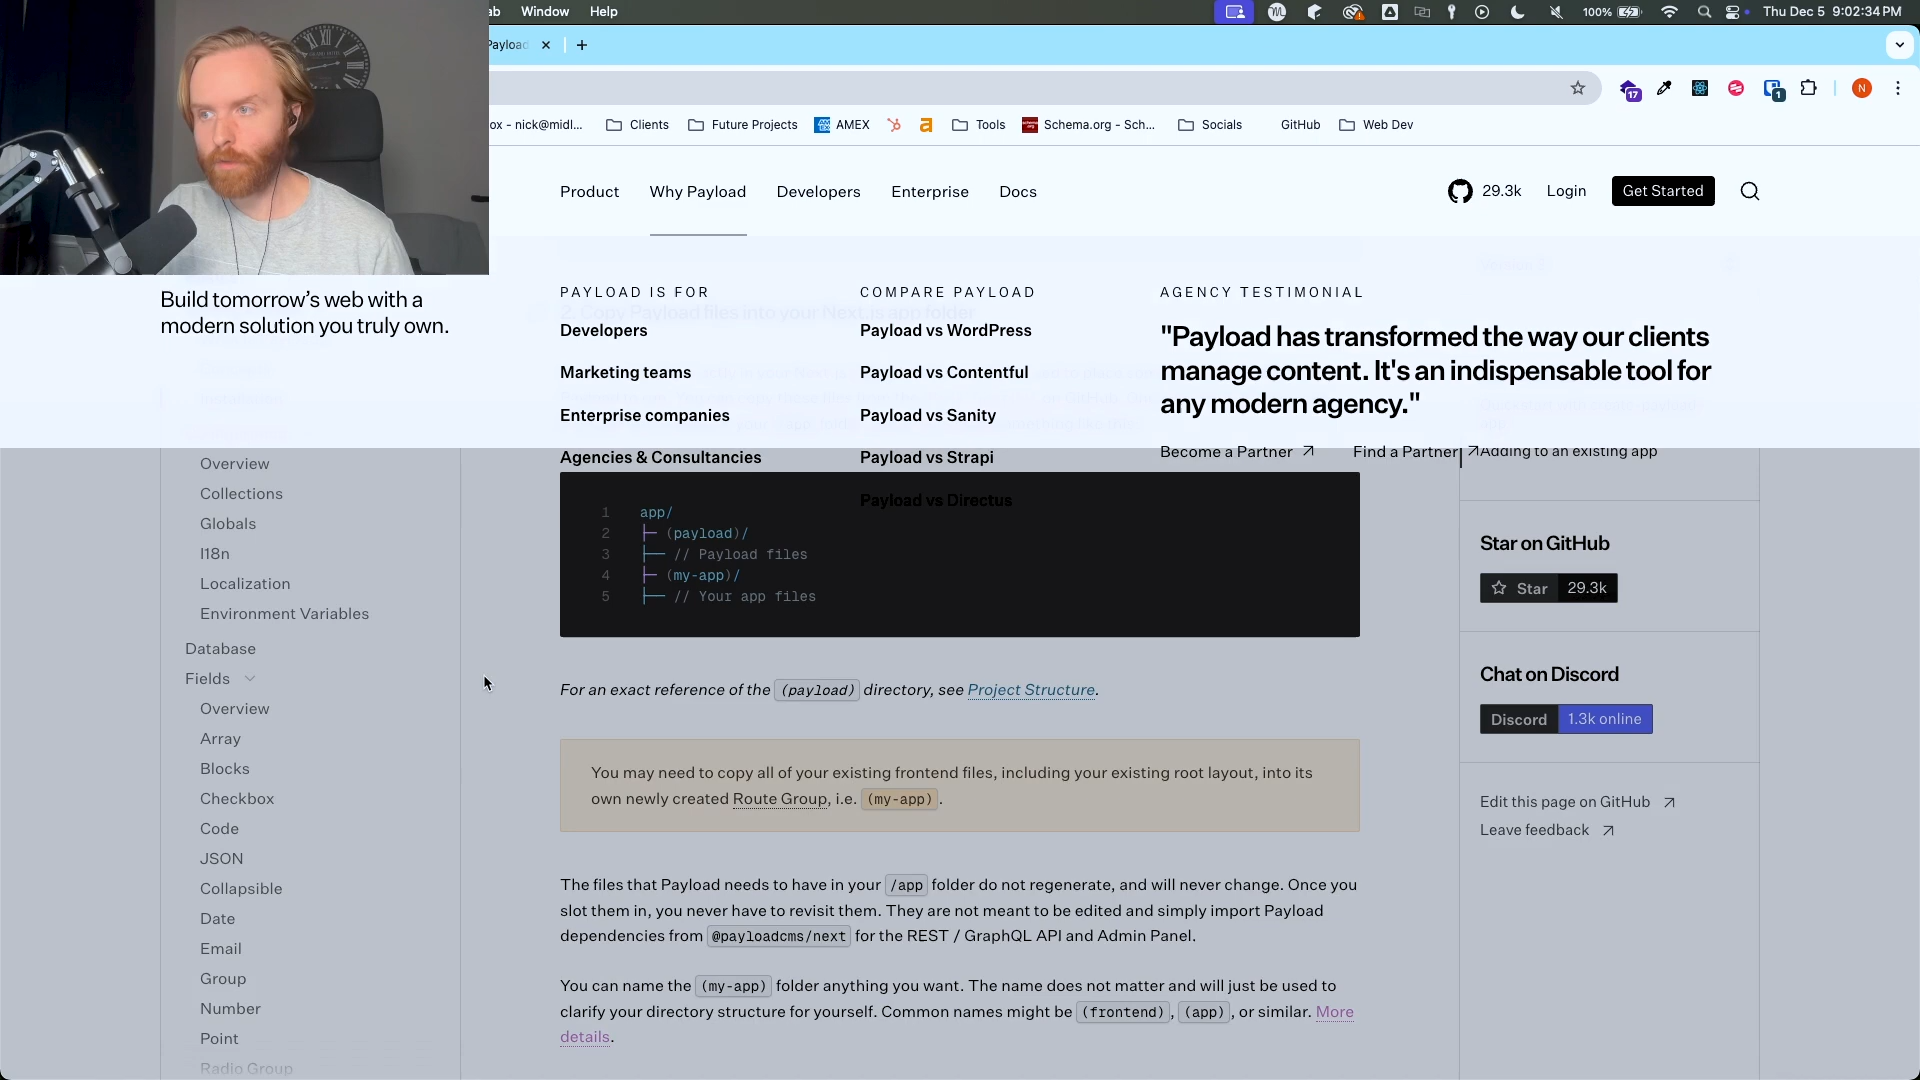 ab Window Help 100% Thu Dec 5 9:02:34 PM
Payload
17 1 N
ox - nick@midl... Clients Future Projects AMEX Tools Schema.org - Sch... Socials GitHub Web Dev
Product Why Payload Developers Enterprise Docs 29.3k Login Get Started
Build tomorrow's web with a
modern solution you truly own.
PAYLOAD IS FOR
Developers
Marketing teams
Enterprise companies
Agencies & Consultancies
COMPARE PAYLOAD
Payload vs WordPress
Payload vs Contentful
Payload vs Sanity
Payload vs Strapi
Payload vs Directus
AGENCY TESTIMONIAL
"Payload has transformed the way our clients
manage content. It's an indispensable tool for
any modern agency."
Become a Partner Find a Partner
2. Copy Payload files into your Next.js app folder
Overview
Collections
Globals
I18n
Localization
Environment Variables
Database
Fields
Overview
Array
Blocks
Checkbox
Code
JSON
Collapsible
Date
Email
Group
Number
Point
Radio Group
1 app/
2 ├─ (payload)/
3 ├── // Payload files
4 ├─ (my-app)/
5 ├── // Your app files
For an exact reference of the (payload) directory, see Project Structure.
You may need to copy all of your existing frontend files, including your existing root layout, into its
own newly created Route Group, i.e. (my-app).
The files that Payload needs to have in your /app folder do not regenerate, and will never change. Once you
slot them in, you never have to revisit them. They are not meant to be edited and simply import Payload
dependencies from @payloadcms/next for the REST / GraphQL API and Admin Panel.
You can name the (my-app) folder anything you want. The name does not matter and will just be used to
clarify your directory structure for yourself. Common names might be (frontend), (app), or similar. More
details.
Adding to an existing app
Star on GitHub
Star 29.3k
Chat on Discord
Discord 1.3k online
Edit this page on GitHub
Leave feedback